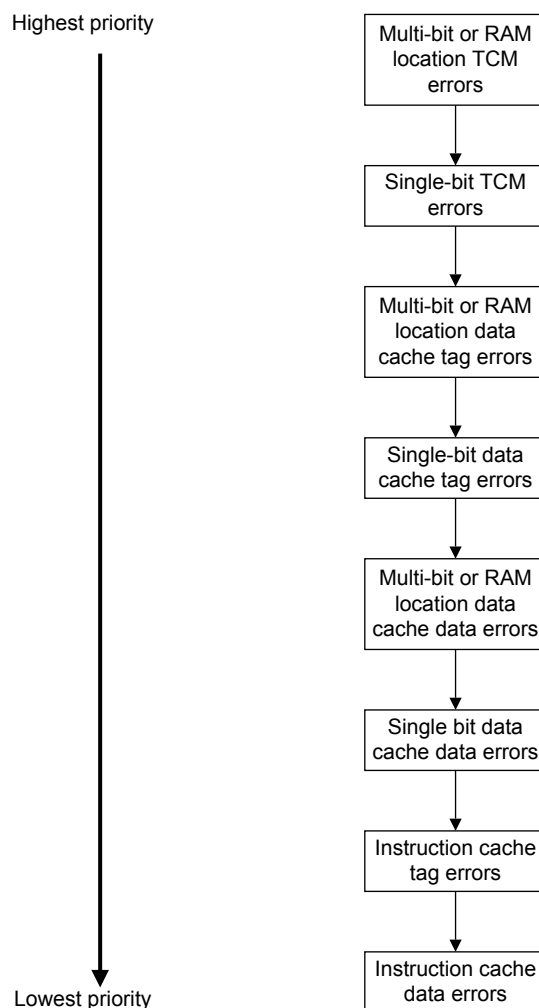 Highest priority
Multi-bit or RAM
location TCM
errors
Single-bit TCM
errors
Multi-bit or RAM
location data
cache tag errors
Single-bit data
cache tag errors
Multi-bit or RAM
location data
cache data errors
Single bit data
cache data errors
Instruction cache
tag errors
Instruction cache
data errors
Lowest priority